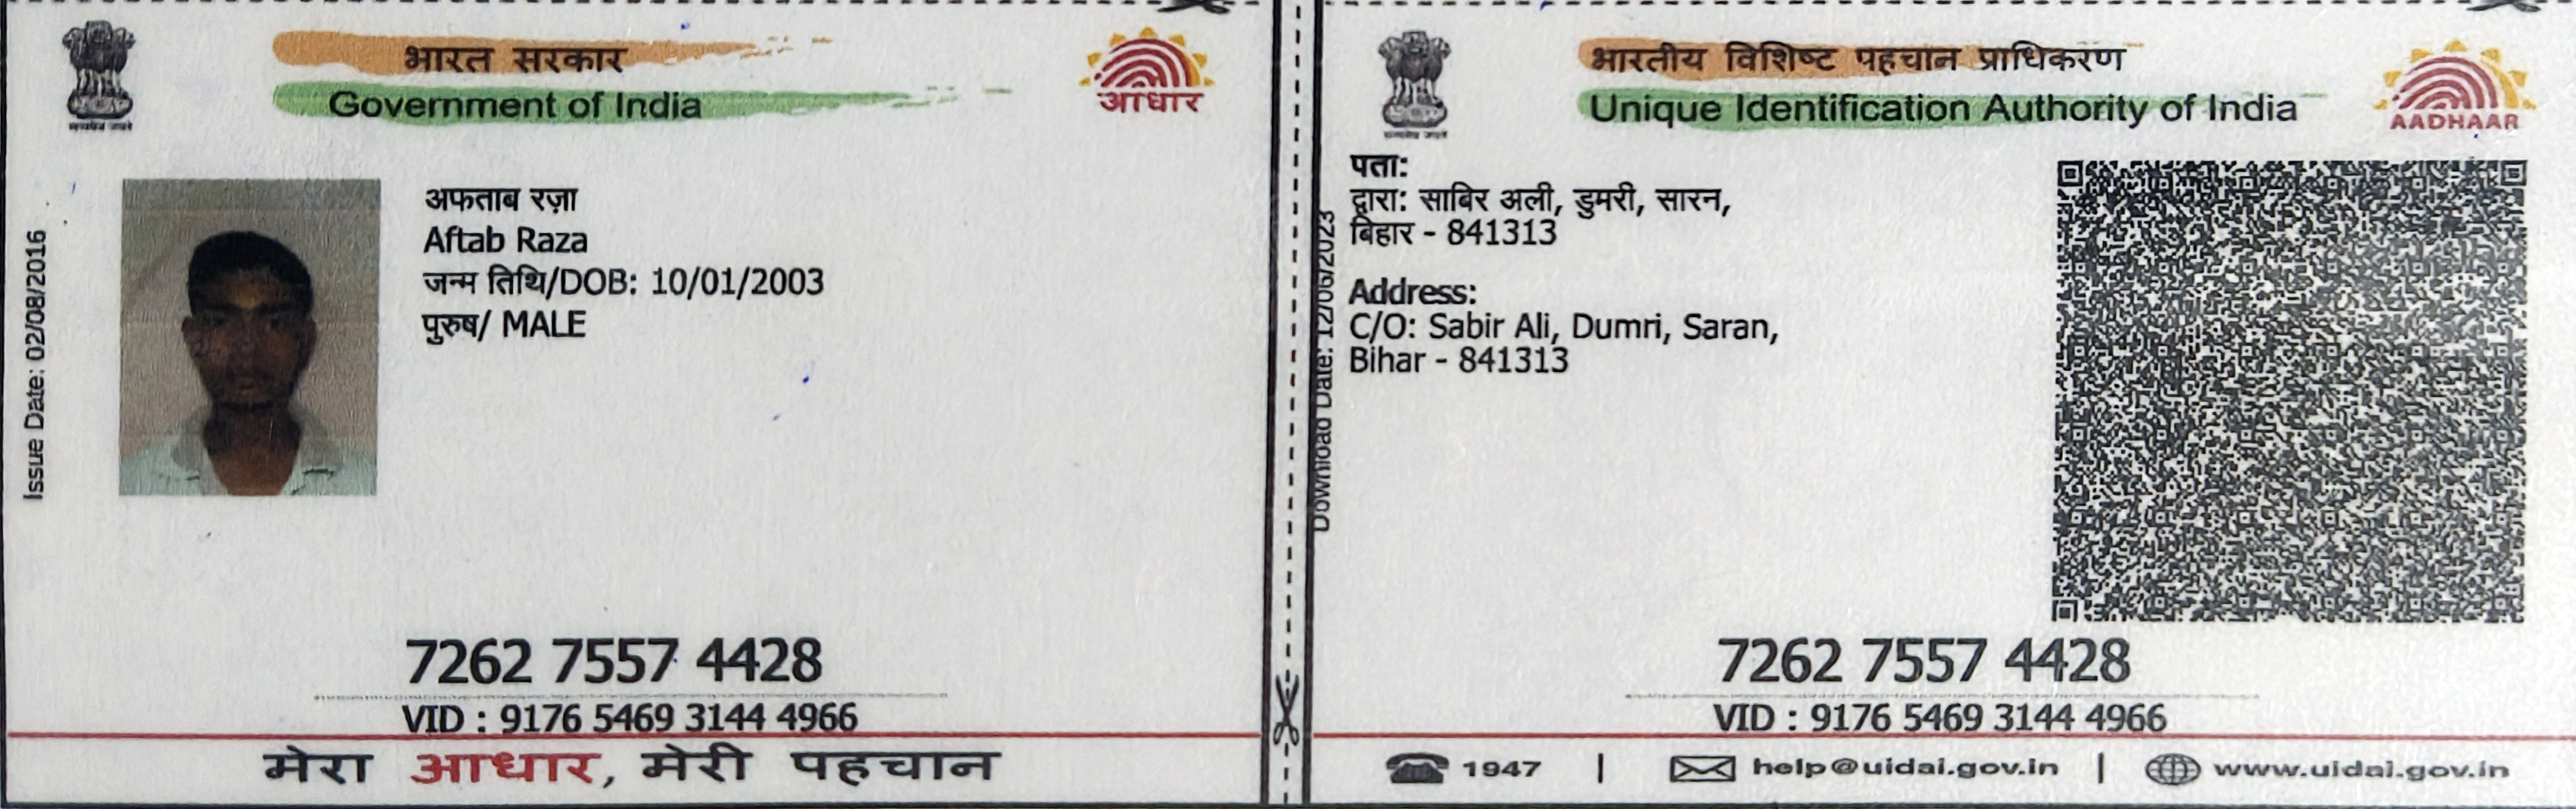 भारत सरकार
Government of India
आधार
Issue Date: 02/08/2016
अफताब रज़ा
Aftab Raza
जन्म तिथि/DOB: 10/01/2003
पुरुष/ MALE
7262 7557 4428
VID : 9176 5469 3144 4966
मेरा आधार, मेरी पहचान
भारतीय विशिष्ट पहचान प्राधिकरण
Unique Identification Authority of India
AADHAAR
Download Date: 12/06/2023
पता:
द्वारा: साबिर अली, डुमरी, सारन,
बिहार - 841313
Address:
C/O: Sabir Ali, Dumri, Saran,
Bihar - 841313
7262 7557 4428
VID : 9176 5469 3144 4966
1947 | help@uidai.gov.in | www.uidai.gov.in